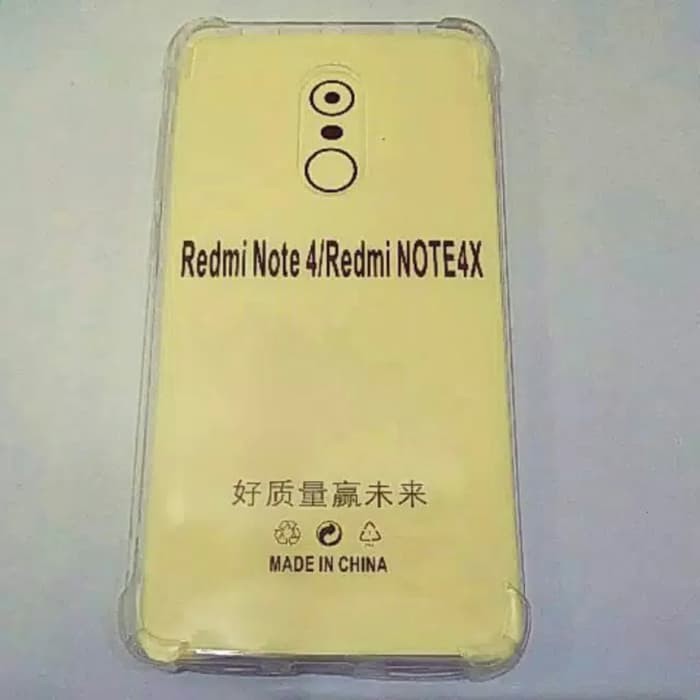 Redmi Note 4/Redmi NOTE4X
好质量赢未来
MADE IN CHINA